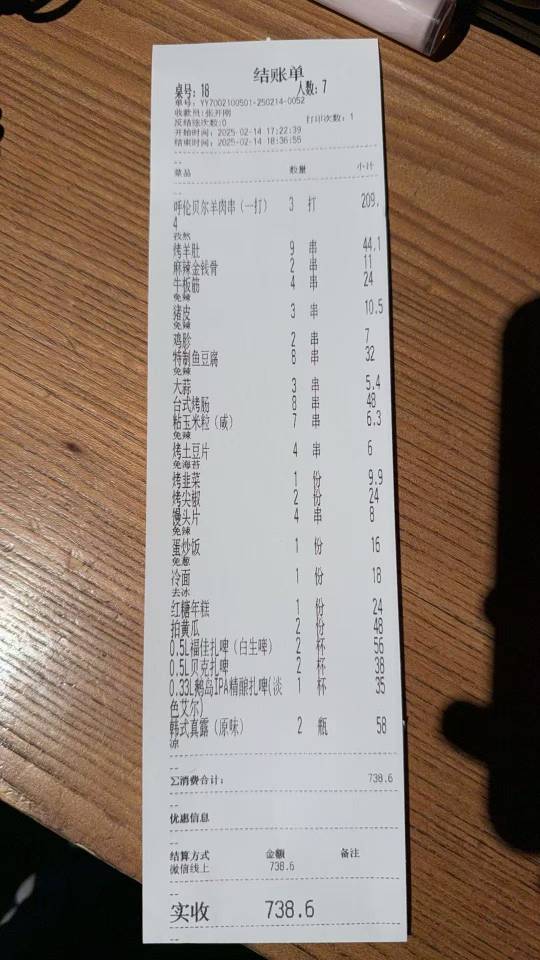 结账单
桌号: 18 人数: 7
单号: YY7002100501-250214-0052
收款员:张开刚
反结账次数:0 打印次数: 1
开始时间: 2025-02-14 17:22:39
结束时间: 2025-02-14 18:36:55
--
菜品 数量 小计
--
呼伦贝尔羊肉串（一打） 3 打 209.
4
孜然
烤羊肚 9 串 44.1
麻辣金钱骨 2 串 11
牛板筋 4 串 24
免辣
猪皮 3 串 10.5
免辣
鸡胗 2 串 7
特制鱼豆腐 8 串 32
免辣
大蒜 3 串 5.4
台式烤肠 8 串 48
粘玉米粒（咸） 7 串 6.3
免辣
烤土豆片 4 串 6
免海苔
烤韭菜 1 份 9.9
烤尖椒 2 份 24
馒头片 4 串 8
免辣
蛋炒饭 1 份 16
免葱
冷面 1 份 18
去冰
红糖年糕 1 份 24
拍黄瓜 2 份 48
0.5L福佳扎啤（白生啤） 2 杯 56
0.5L贝克扎啤 2 杯 38
0.33L鹅岛IPA精酿扎啤(淡 1 杯 35
色艾尔)
韩式真露（原味） 2 瓶 58
凉
--
Σ消费合计: 738.6
--
优惠信息
--
结算方式 金额 备注
微信线上 738.6
--
实收 738.6
--